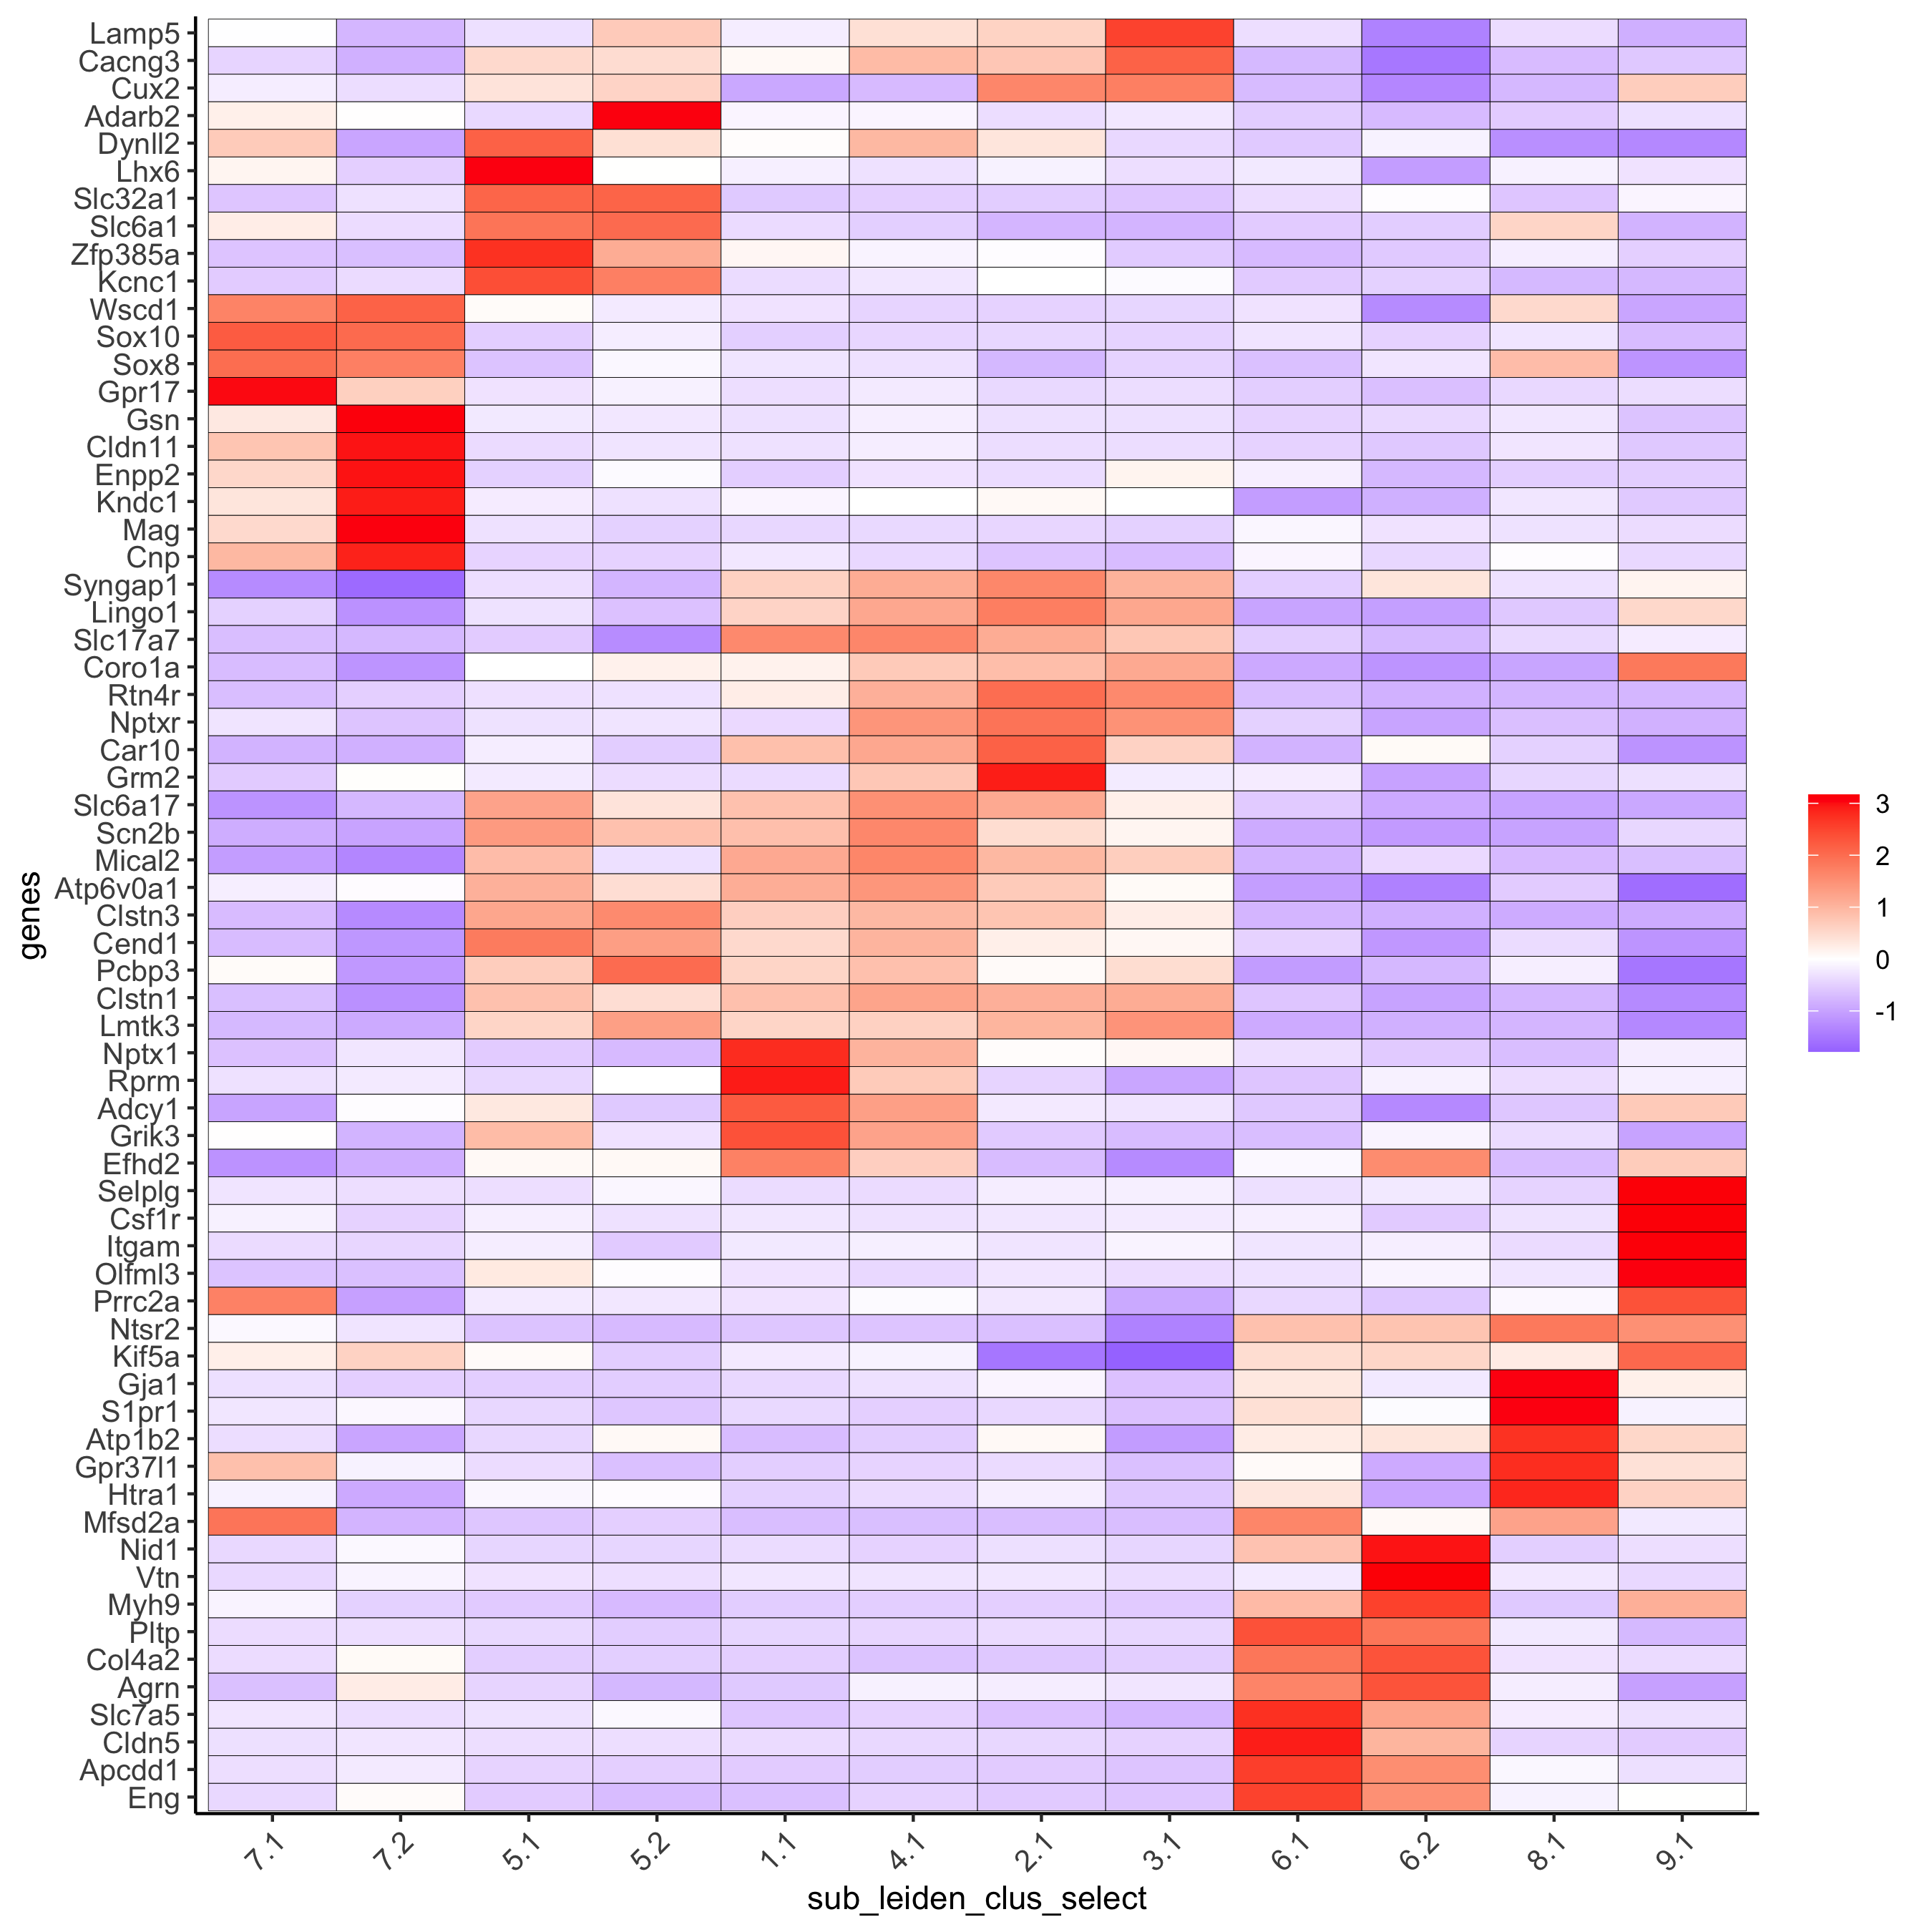 Lamp5
Cacng3
Cux2
Adarb2
Dynll2
Lhx6
Slc32a1
Slc6a1
Zfp385a
Kcnc1
Wscd1
Sox10
Sox8
Gpr17
Gsn
Cldn11
Enpp2
Kndc1
Mag
Cnp
Syngap1
Lingo1
Slc17a7
Coro1a
Rtn4r
Nptxr
Car10
Grm2
Slc6a17
Scn2b
Mical2
Atp6v0a1
Clstn3
Cend1
Pcbp3
Clstn1
Lmtk3
Nptx1
Rprm
Adcy1
Grik3
Efhd2
Selplg
Csf1r
Itgam
Olfml3
Prrc2a
Ntsr2
Kif5a
Gja1
S1pr1
Atp1b2
Gpr37l1
Htra1
Mfsd2a
Nid1
Vtn
Myh9
Pltp
Col4a2
Agrn
Slc7a5
Cldn5
Apcdd1
Eng
genes
7.1 7.2 5.1 5.2 1.1 4.1 2.1 3.1 6.1 6.2 8.1 9.1
sub_leiden_clus_select
3
2
1
0
-1